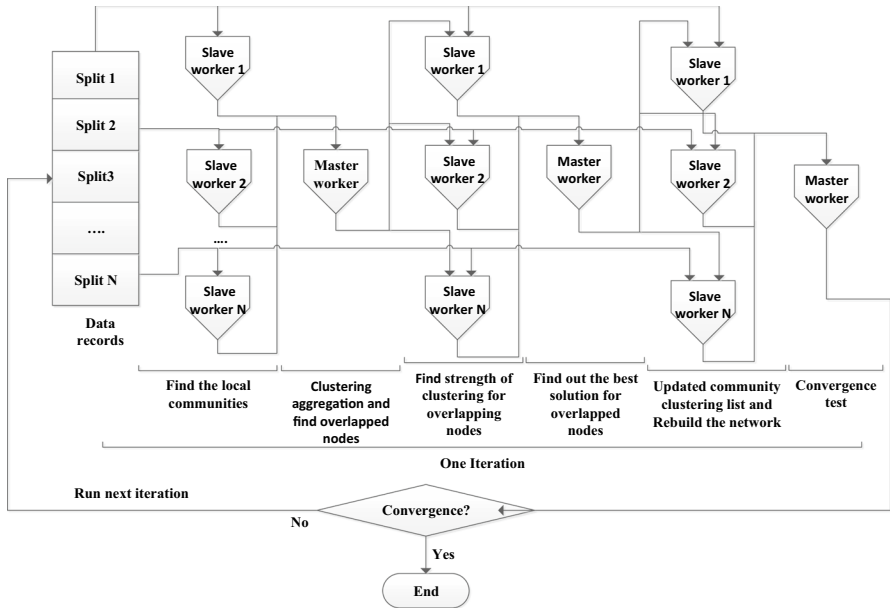 Split 1
Split 2
Split3
....
Split N
Data
records
Slave
worker 1
Slave
worker 2
....
Slave
worker N
Master
worker
Slave
worker 1
Slave
worker 2
Slave
worker N
Master
worker
Slave
worker 1
Slave
worker 2
Slave
worker N
Master
worker
Find the local
communities
Clustering
aggregation and
find overlapped
nodes
Find strength of
clustering for
overlapping
nodes
Find out the best
solution for
overlapped
nodes
Updated community
clustering list and
Rebuild the network
Convergence
test
One Iteration
Run next iteration
No
Convergence?
Yes
End